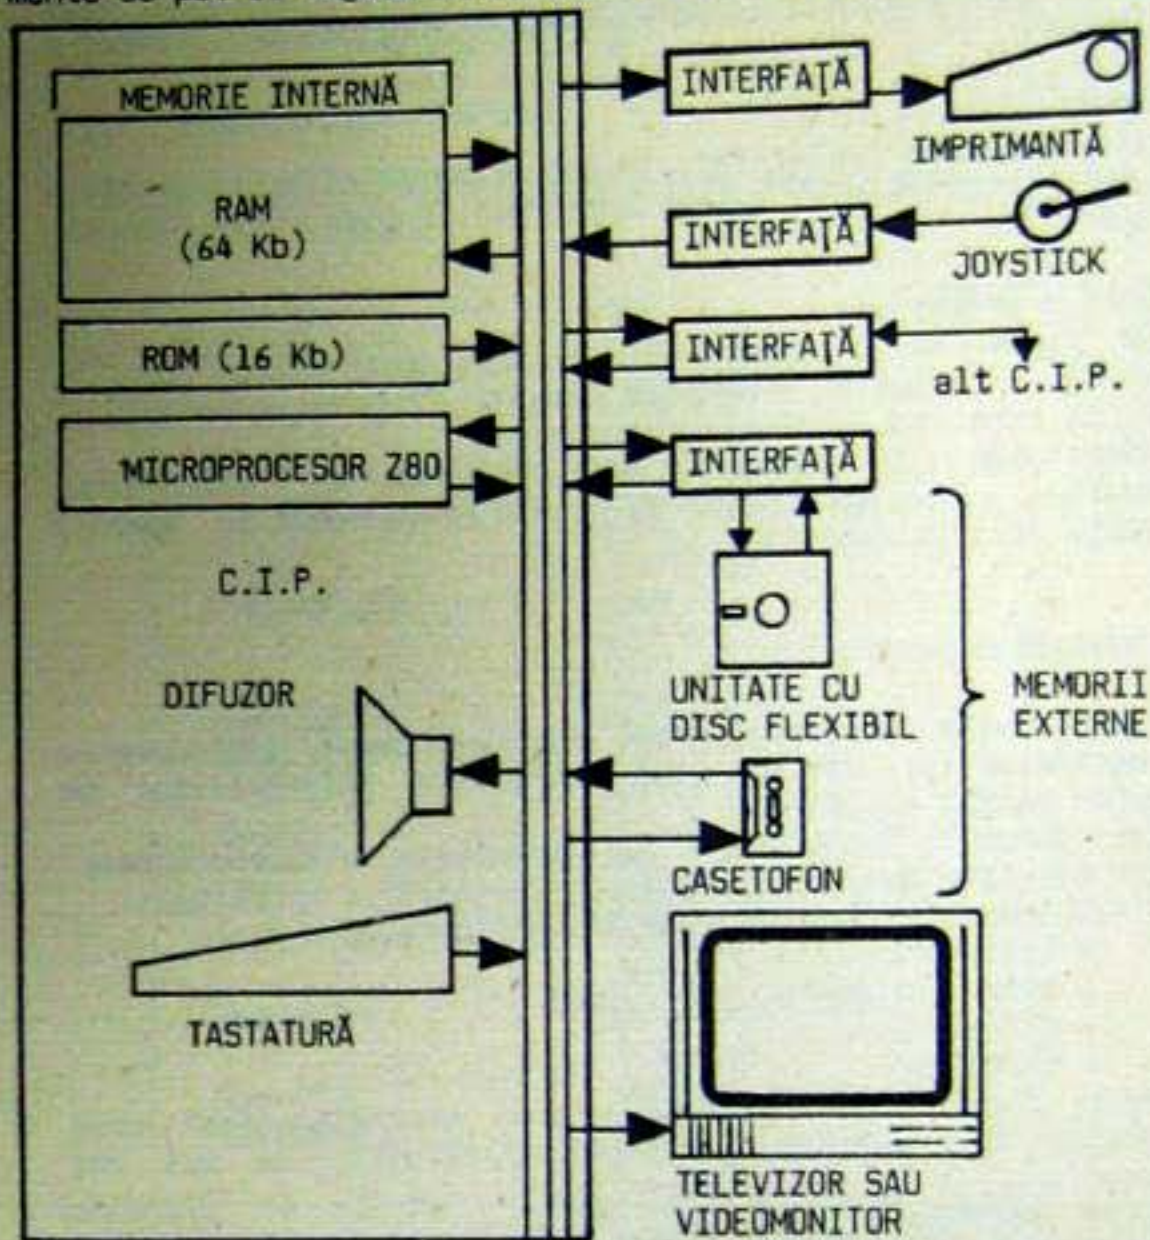 MEMORIE INTERNĂ
RAM
(64 Kb)
ROM (16 Kb)
MICROPROCESOR Z80
C.I.P.
DIFUZOR
TASTATURĂ
INTERFAŢĂ
IMPRIMANTĂ
INTERFAŢĂ
JOYSTICK
INTERFAŢĂ
alt C.I.P.
INTERFAŢĂ
UNITATE CU
DISC FLEXIBIL
MEMORII
EXTERNE
CASETOFON
TELEVIZOR SAU
VIDEOMONITOR